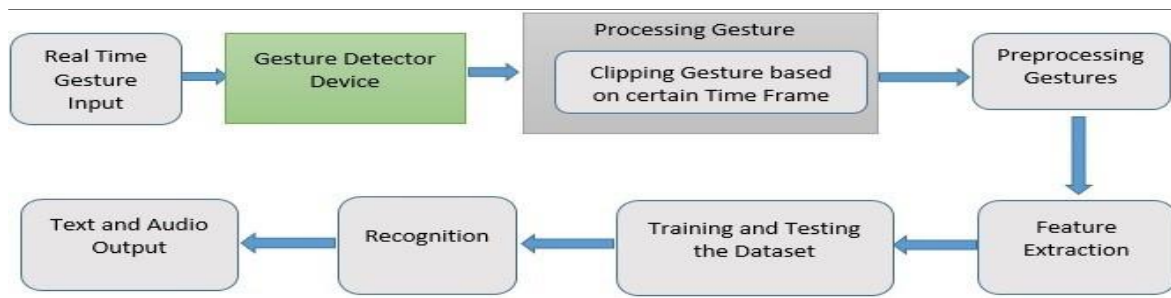 Real Time
Gesture
Input
Gesture Detector
Device
Processing Gesture
Clipping Gesture based
on certain Time Frame
Preprocessing
Gestures
Feature
Extraction
Training and Testing
the Dataset
Recognition
Text and Audio
Output